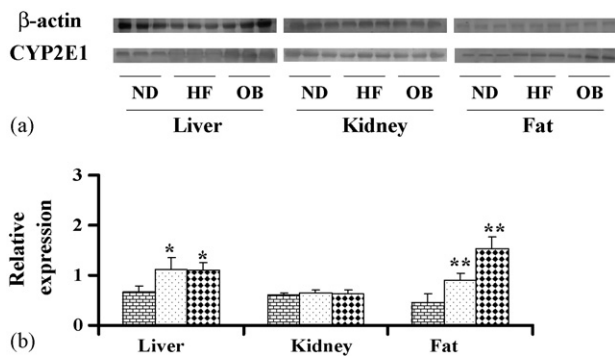 β-actin
CYP2E1
ND HF OB ND HF OB ND HF OB
(a) Liver Kidney Fat
3
2
1
0
Relative expression
* * ** **
Liver Kidney Fat
(b)